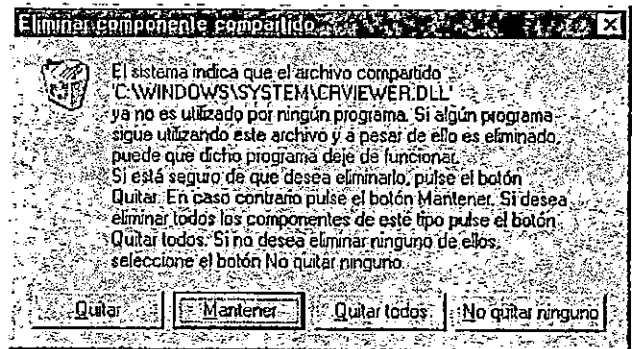 Eliminar componente compartido
El sistema indica que el archivo compartido
'C:\WINDOWS\SYSTEM\CRVIEWER.DLL'
ya no es utilizado por ningún programa. Si algún programa
sigue utilizando este archivo y a pesar de ello es eliminado,
puede que dicho programa deje de funcionar.
Si está seguro de que desea eliminarlo, pulse el botón
Quitar. En caso contrario pulse el botón Mantener. Si desea
eliminar todos los componentes de este tipo pulse el botón
Quitar todos. Si no desea eliminar ninguno de ellos,
seleccione el botón No quitar ninguno.
Quitar Mantener Quitar todos No quitar ninguno